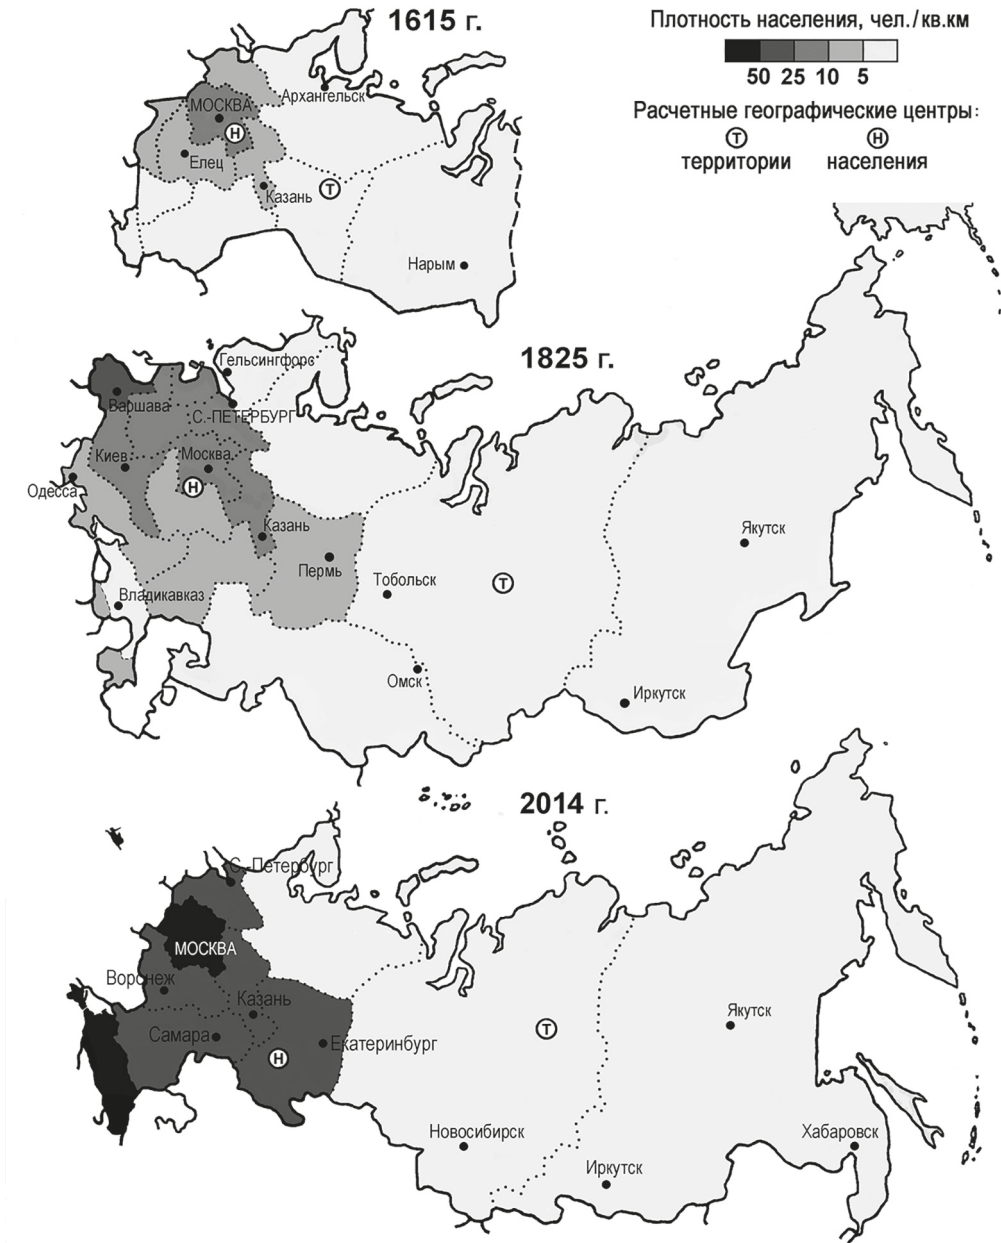 1615 г.
Плотность населения, чел./кв.км
50 25 10 5
Расчетные географические центры:
Т Н
территории населения
Архангельск
МОСКВА
Н
Елец
Казань
Т
Нарым
1825 г.
Гельсингфорс
Варшава
С.-ПЕТЕРБУРГ
Киев
Москва
Одесса
Н
Казань
Якутск
Пермь
Тобольск
Т
Владикавказ
Омск
Иркутск
2014 г.
С.-Петербург
МОСКВА
Воронеж
Казань
Якутск
Самара
Екатеринбург
Т
Н
Новосибирск
Хабаровск
Иркутск